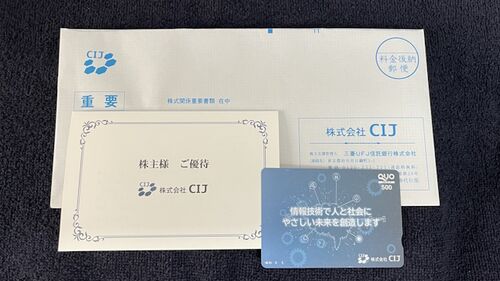 CIJ
料金後納
郵便
重要
株式関係重要書類 在中
株式会社 CIJ
三菱UFJ信託銀行株式会社
株主様 ご優待
CIJ 株式会社 CIJ
QUO
500
情報技術で人と社会に
やさしい未来を創造します
CIJ 株式会社 CIJ